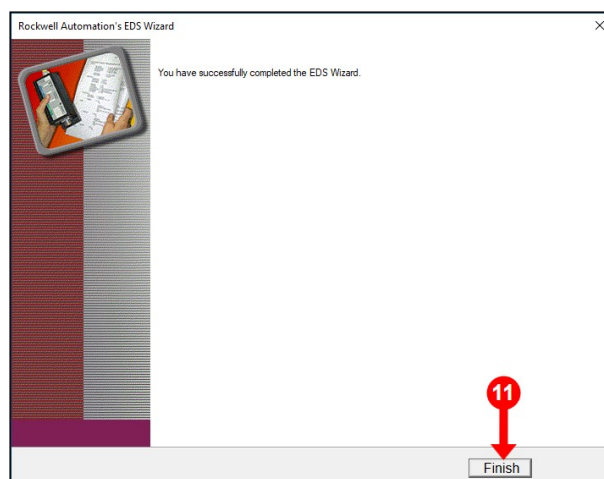 Rockwell Automation's EDS Wizard
You have successfully completed the EDS Wizard.
11
Finish